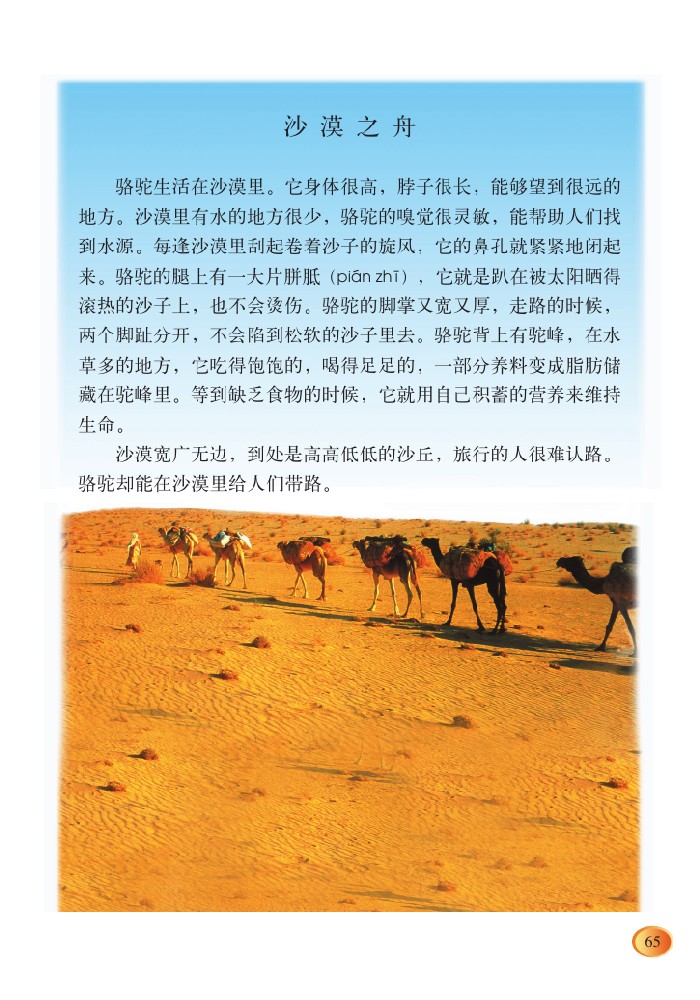 沙漠之舟
骆驼生活在沙漠里。它身体很高，脖子很长，能够望到很远的
地方。沙漠里有水的地方很少，骆驼的嗅觉很灵敏，能帮助人们找
到水源。每逢沙漠里刮起卷着沙子的旋风，它的鼻孔就紧紧地闭起
来。骆驼的腿上有一大片胼胝（pián zhī），它就是趴在被太阳晒得
滚热的沙子上，也不会烫伤。骆驼的脚掌又宽又厚，走路的时候，
两个脚趾分开，不会陷到松软的沙子里去。骆驼背上有驼峰，在水
草多的地方，它吃得饱饱的，喝得足足的，一部分养料变成脂肪储
藏在驼峰里。等到缺乏食物的时候，它就用自己积蓄的营养来维持
生命。
沙漠宽广无边，到处是高高低低的沙丘，旅行的人很难认路。
骆驼却能在沙漠里给人们带路。
65